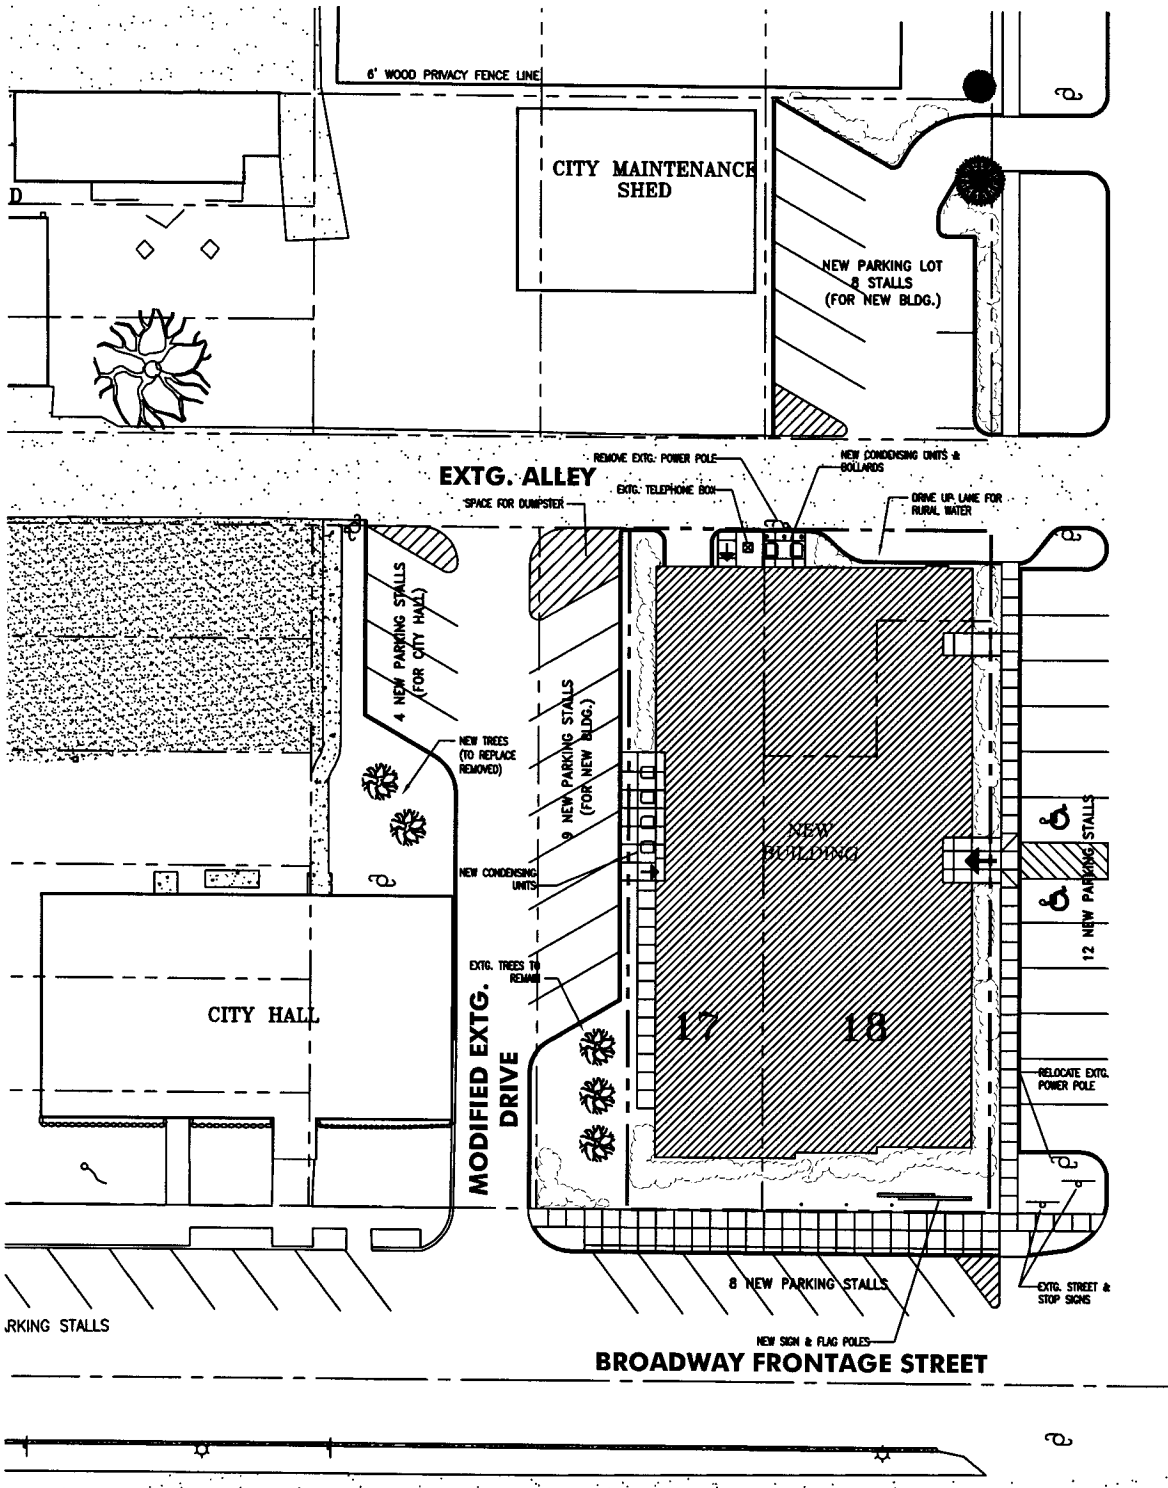 6' WOOD PRIVACY FENCE LINE
CITY MAINTENANCE
SHED
D
NEW PARKING LOT
8 STALLS
(FOR NEW BLDG.)
EXTG. ALLEY
REMOVE EXTG. POWER POLE
NEW CONDENSING UNITS &
BOLLARDS
EXTG. TELEPHONE BOX
SPACE FOR DUMPSTER
DRIVE UP LANE FOR
RURAL WATER
4 NEW PARKING STALLS
(FOR CITY HALL)
NEW TREES
(TO REPLACE
REMOVED)
9 NEW PARKING STALLS
(FOR NEW BLDG.)
NEW
BUILDING
12 NEW PARKING STALLS
NEW CONDENSING
UNITS
EXTG. TREES TO
REMAIN
CITY HALL
MODIFIED EXTG.
DRIVE
17
18
RELOCATE EXTG.
POWER POLE
8 NEW PARKING STALLS
EXTG. STREET &
STOP SIGNS
RKING STALLS
NEW SIGN & FLAG POLES
BROADWAY FRONTAGE STREET